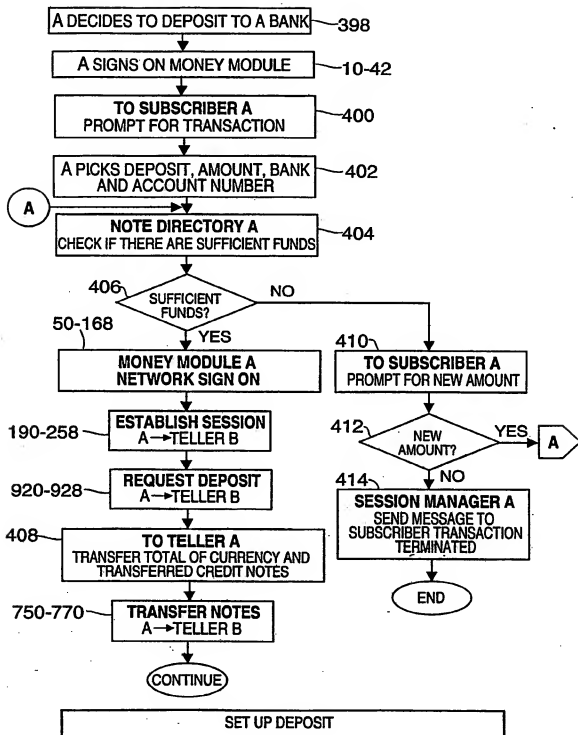 A DECIDES TO DEPOSIT TO A BANK
398
A SIGNS ON MONEY MODULE
10-42
TO SUBSCRIBER A
PROMPT FOR TRANSACTION
400
A PICKS DEPOSIT, AMOUNT, BANK
AND ACCOUNT NUMBER
402
A
NOTE DIRECTORY A
CHECK IF THERE ARE SUFFICIENT FUNDS
404
406
SUFFICIENT
FUNDS?
NO
YES
50-168
MONEY MODULE A
NETWORK SIGN ON
410
TO SUBSCRIBER A
PROMPT FOR NEW AMOUNT
190-258
ESTABLISH SESSION
A→TELLER B
412
NEW
AMOUNT?
YES
A
NO
920-928
REQUEST DEPOSIT
A→TELLER B
414
SESSION MANAGER A
SEND MESSAGE TO
SUBSCRIBER TRANSACTION
TERMINATED
408
TO TELLER A
TRANSFER TOTAL OF CURRENCY AND
TRANSFERRED CREDIT NOTES
END
750-770
TRANSFER NOTES
A→TELLER B
CONTINUE
SET UP DEPOSIT